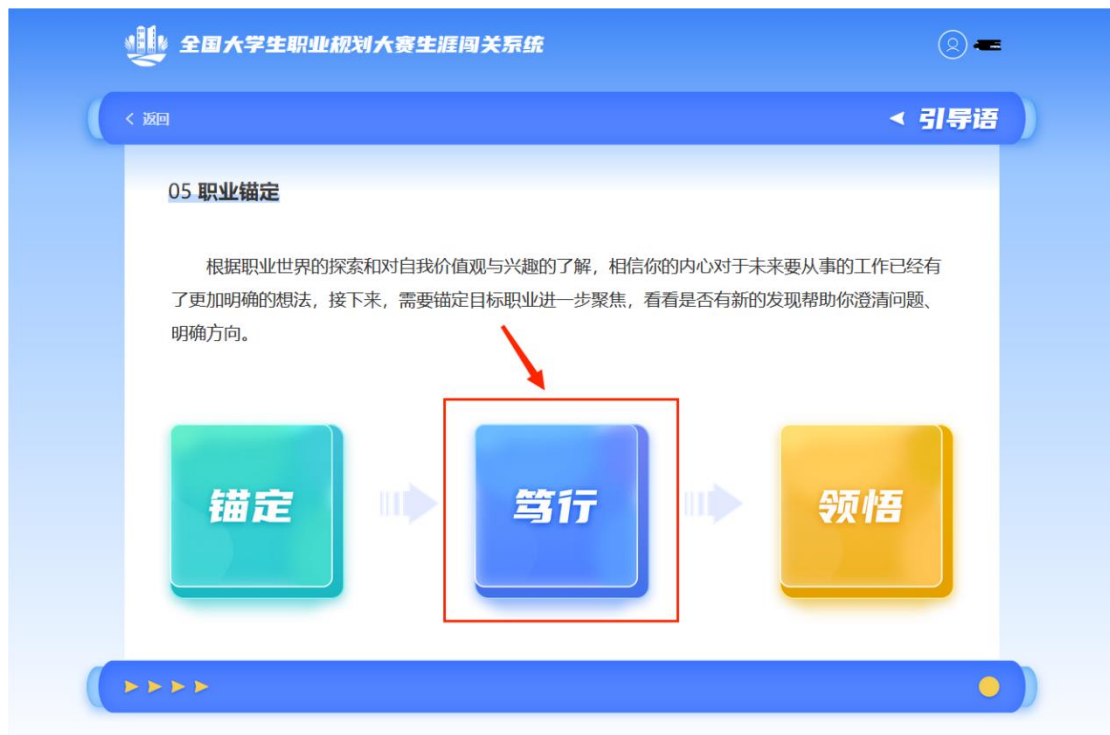 全国大学生职业规划大赛生涯闯关系统
返回
引导语
05 职业锚定
根据职业世界的探索和对自我价值观与兴趣的了解，相信你的内心对于未来要从事的工作已经有
了更加明确的想法，接下来，需要锚定目标职业进一步聚焦，看看是否有新的发现帮助你澄清问题、
明确方向。
锚定
笃行
领悟